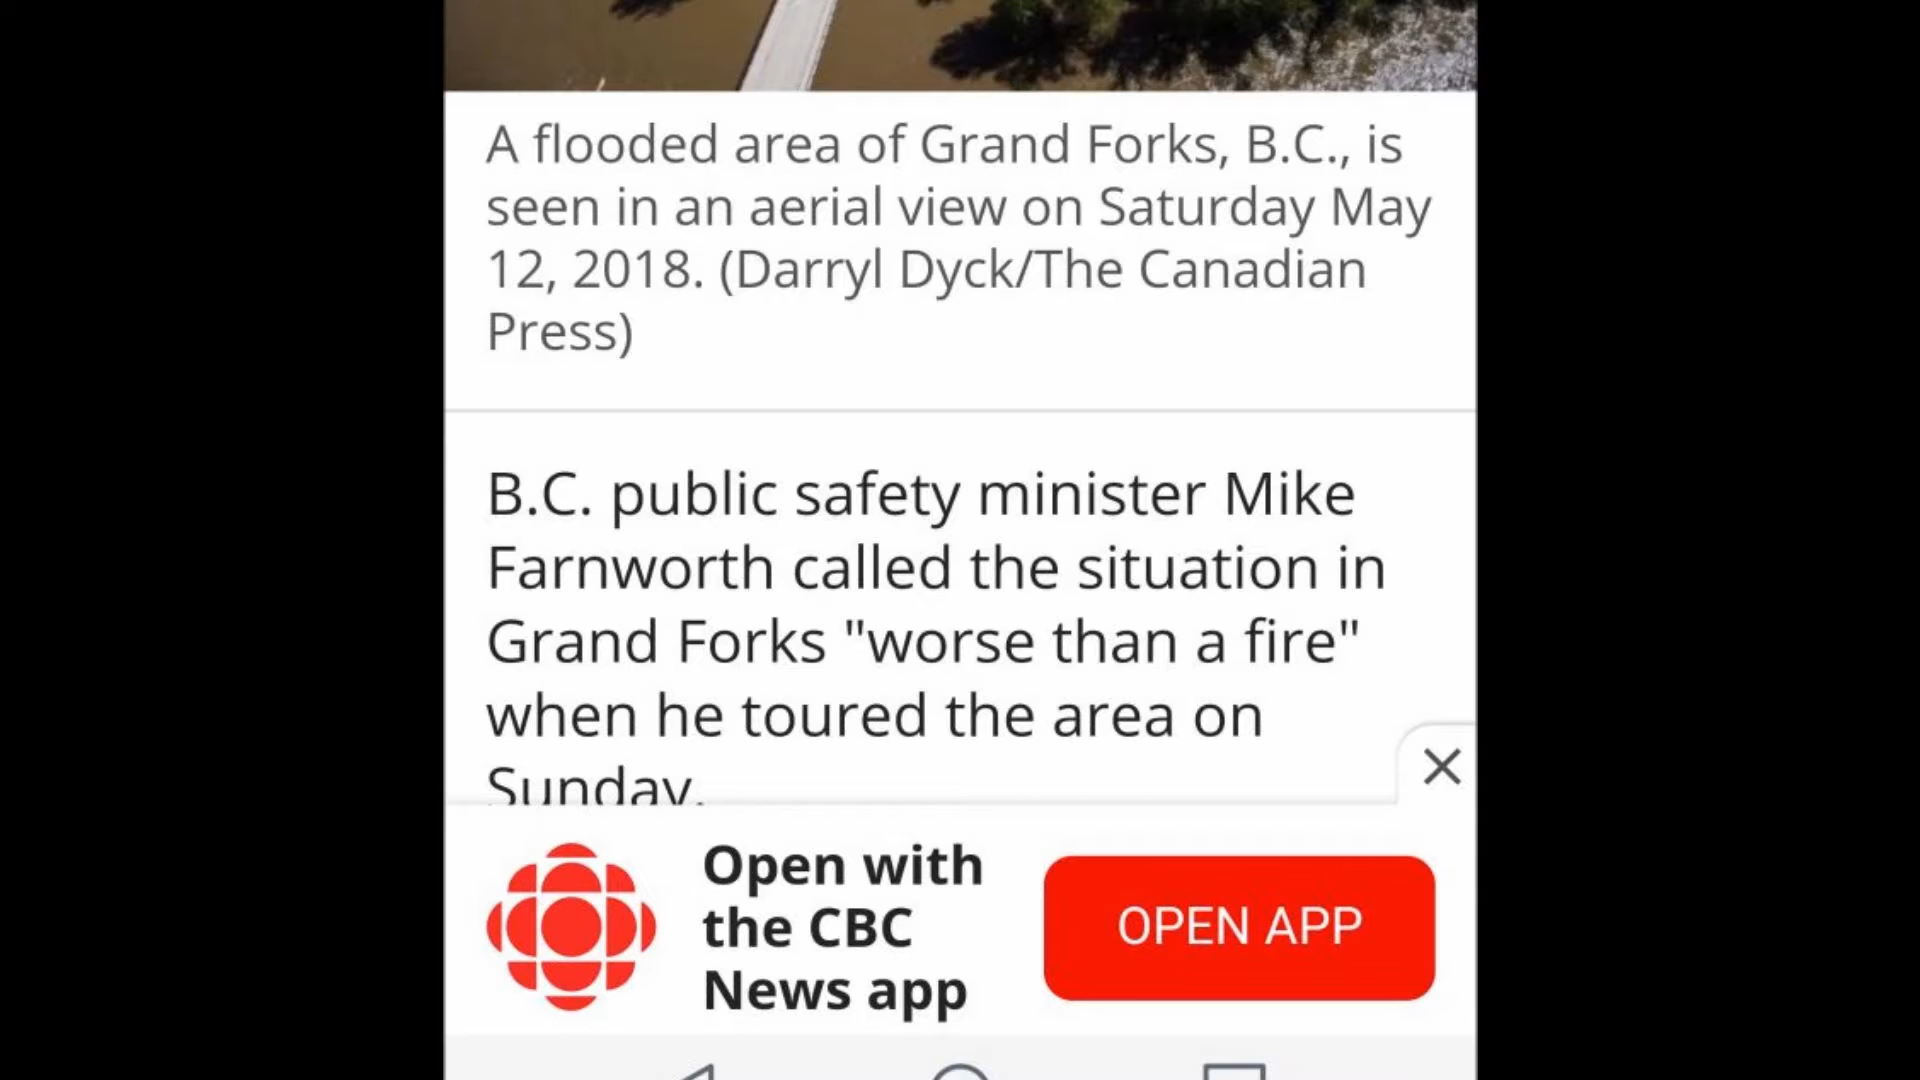 A flooded area of Grand Forks, B.C., is
seen in an aerial view on Saturday May
12, 2018. (Darryl Dyck/The Canadian
Press)
B.C. public safety minister Mike
Farnworth called the situation in
Grand Forks "worse than a fire"
when he toured the area on
Sunday.
Open with
the CBC
News app
OPEN APP